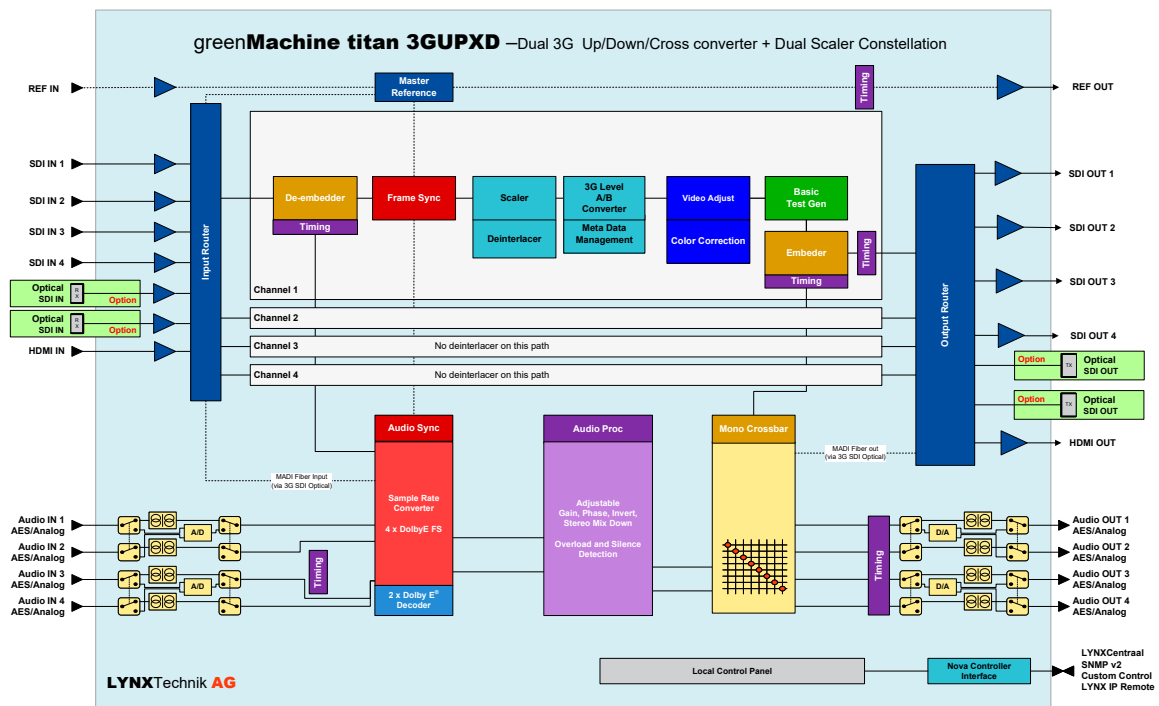 greenMachine titan 3GUPXD –Dual 3G Up/Down/Cross converter + Dual Scaler Constellation
REF IN
Master
Reference
Timing
REF OUT
SDI IN 1
SDI IN 2
SDI IN 3
SDI IN 4
Optical
SDI IN
R
X
Option
Optical
SDI IN
R
X
Option
HDMI IN
Input Router
De-embedder
Timing
Frame Sync
Scaler
Deinterlacer
3G Level
A/B
Converter
Meta Data
Management
Video Adjust
Color Correction
Basic
Test Gen
Embeder
Timing
Timing
Channel 1
Channel 2
Channel 3
No deinterlacer on this path
Channel 4
No deinterlacer on this path
Output Router
SDI OUT 1
SDI OUT 2
SDI OUT 3
SDI OUT 4
Option
TX
Optical
SDI OUT
Option
TX
Optical
SDI OUT
HDMI OUT
MADI Fiber Input
(via 3G SDI Optical)
Audio Sync
Sample Rate
Converter
4 x DolbyE FS
2 x Dolby E®
Decoder
Audio Proc
Adjustable
Gain, Phase, Invert,
Stereo Mix Down
Overload and Silence
Detection
Mono Crossbar
MADI Fiber out
(via 3G SDI Optical)
Audio IN 1
AES/Analog
Audio IN 2
AES/Analog
Audio IN 3
AES/Analog
Audio IN 4
AES/Analog
A/D
A/D
Timing
Timing
D/A
D/A
Audio OUT 1
AES/Analog
Audio OUT 2
AES/Analog
Audio OUT 3
AES/Analog
Audio OUT 4
AES/Analog
Local Control Panel
Nova Controller
Interface
LYNXCentraal
SNMP v2
Custom Control
LYNX IP Remote
LYNXTechnik AG